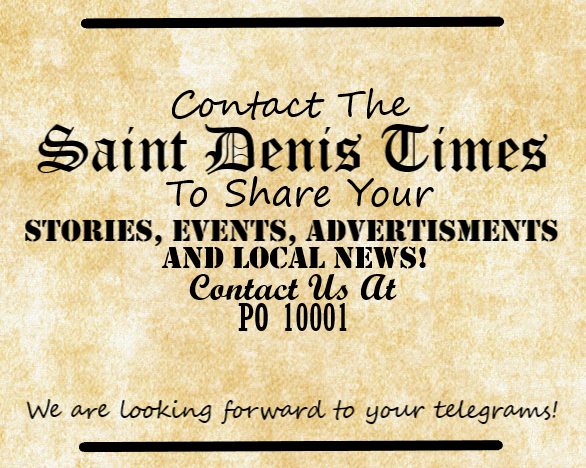 Contact The
Saint Denis Times
To Share Your
STORIES, EVENTS, ADVERTISMENTS
AND LOCAL NEWS!
Contact Us At
PO 10001
We are looking forward to your telegrams!